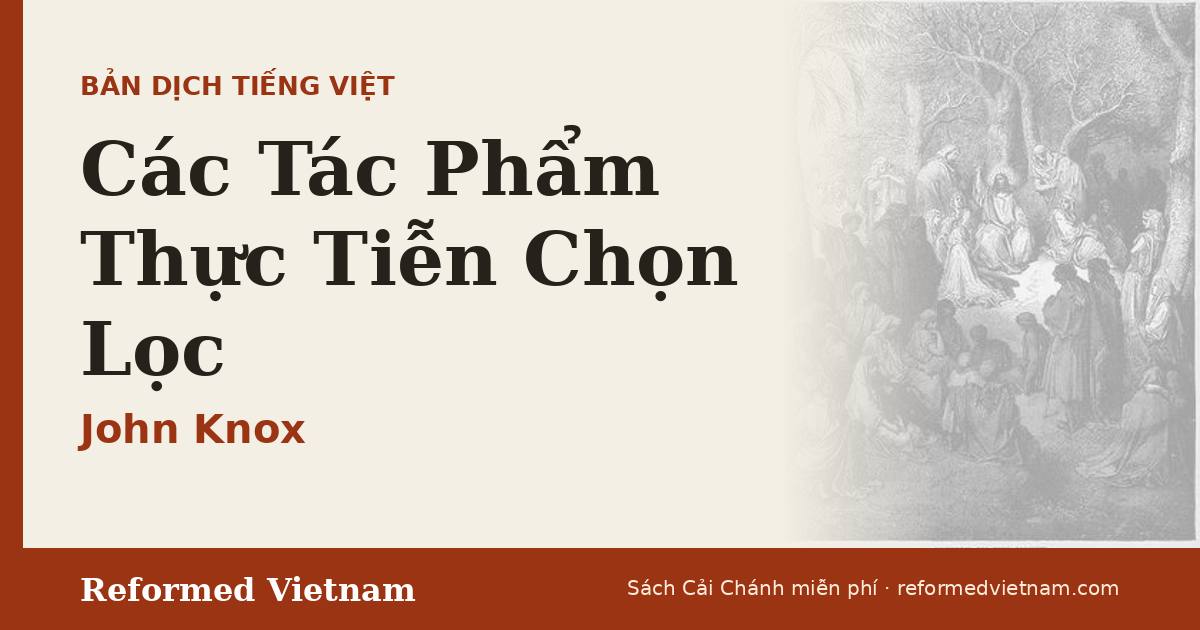 BẢN DỊCH TIẾNG VIỆT
Các Tác Phẩm
Thực Tiễn Chọn
Lọc
John Knox
Reformed Vietnam
Sách Cải Chánh miễn phí · reformedvietnam.com